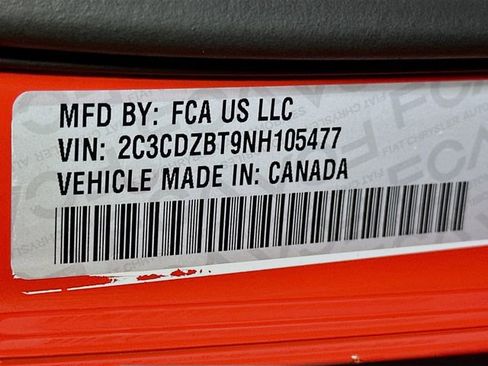 MFD BY: FCA US LLC
VIN: 2C3CDZBT9NH105477
VEHICLE MADE IN: CANADA